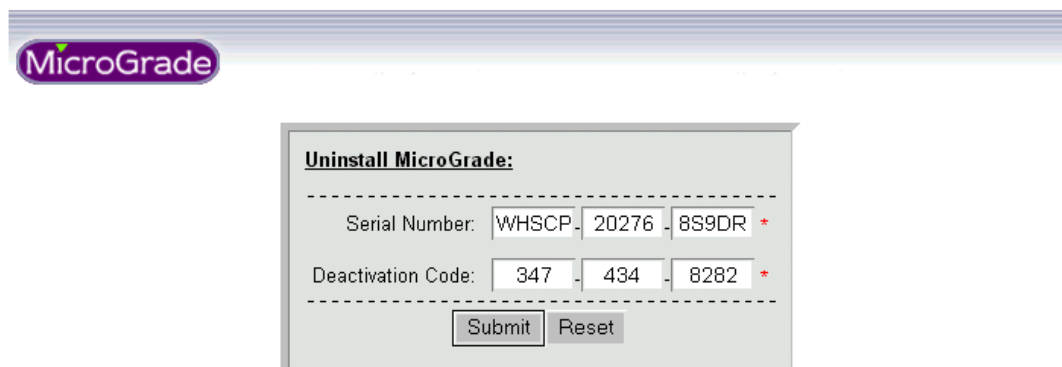 MicroGrade
Uninstall MicroGrade:
Serial Number: WHSCP - 20276 - 8S9DR *
Deactivation Code: 347 - 434 - 8282 *
Submit Reset